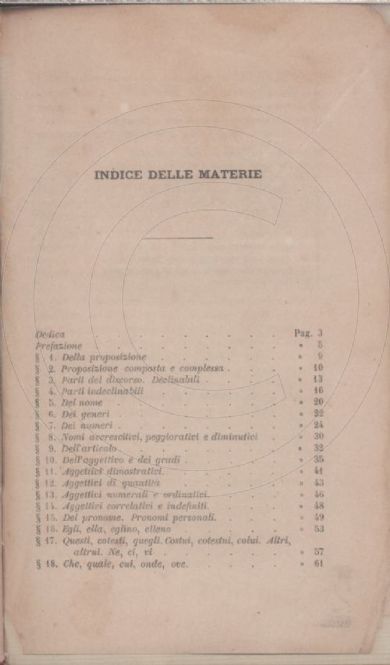 INDICE DELLE MATERIE
Dedica Pag. 3
Prefazione » 5
§ 1. Della proposizione » 9
§ 2. Proposizione composta e complessa » 10
§ 3. Parti del discorso. Declinabili » 13
§ 4. Parti indeclinabili » 16
§ 5. Del nome » 20
§ 6. Dei generi » 22
§ 7. Dei numeri » 24
§ 8. Nomi accrescitivi, peggiorativi e diminutivi » 30
§ 9. Dell'articolo » 32
§ 10. Dell'aggettivo e dei gradi » 35
§ 11. Aggettivi dimostrativi » 41
§ 12. Aggettivi di quantità » 43
§ 13. Aggettivi numerali e ordinativi. » 46
§ 14. Aggettivi correlativi e indefiniti. » 48
§ 15. Del pronome. Pronomi personali. » 49
§ 16. Egli, ella, eglino, elleno » 53
§ 17. Questi, cotesti, quegli. Costui, cotestui, colui. Altri,
altrui. Ne, ci, vi » 57
§ 18. Che, quale, cui, onde, ove. » 61